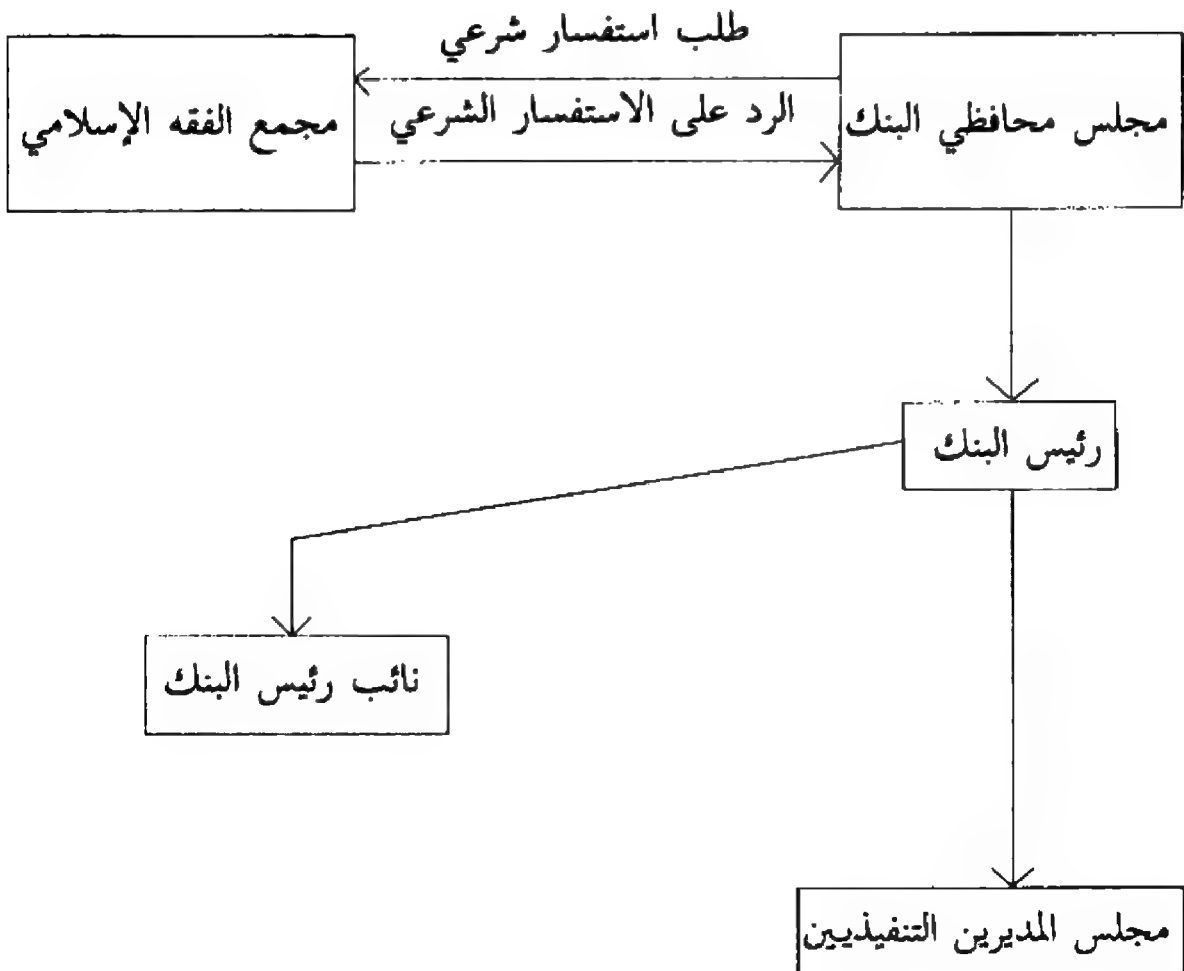 طلب استفسار شرعي
مجلس محافظي البنك
الرد على الاستفسار الشرعي
مجمع الفقه الإسلامي
رئيس البنك
نائب رئيس البنك
مجلس المديرين التنفيذيين